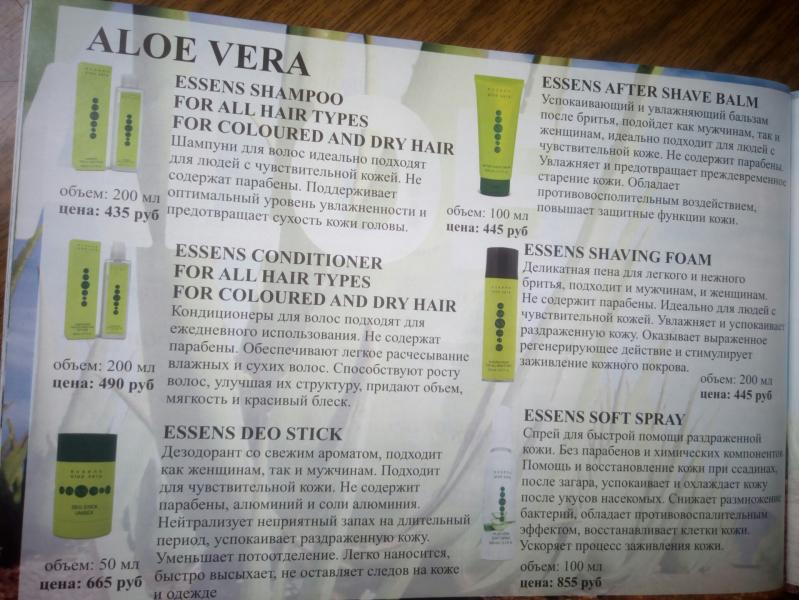 ALOE VERA
ESSENS SHAMPOO
FOR ALL HAIR TYPES
FOR COLOURED AND DRY HAIR
Шампуни для волос идеально подходят
для людей с чувствительной кожей. Не
содержат парабены. Поддерживает
оптимальный уровень увлаженности и
предотвращает сухость кожи головы.
объем: 200 мл
цена: 435 руб
ESSENS CONDITIONER
FOR ALL HAIR TYPES
FOR COLOURED AND DRY HAIR
Кондиционеры для волос подходят для
ежедневного использования. Не содержат
парабены. Обеспечивают легкое расчесывание
влажных и сухих волос. Способствуют росту
волос, улучшая их структуру, придают объем,
мягкость и красивый блеск.
объем: 200 мл
цена: 490 руб
ESSENS DEO STICK
Дезодорант со свежим ароматом, подходит
как женщинам, так и мужчинам. Подходит
для чувствительной кожи. Не содержит
парабены, алюминий и соли алюминия.
Нейтрализует неприятный запах на длительный
период, успокаивает раздраженную кожу.
Уменьшает потоотделение. Легко наносится,
быстро высыхает, не оставляет следов на коже
и одежде
essens
aloe vera
DEO STICK
UNISEX
объем: 50 мл
цена: 665 руб
ESSENS AFTER SHAVE BALM
Успокаивающий и увлажняющий бальзам
после бритья, подойдет как мужчинам, так и
женщинам, идеально подходит для людей с
чувствительной коже. Не содержит парабены.
Увлажняет и предотвращает преждевременное
старение кожи. Обладает
противовоспалительным воздействием,
повышает защитные функции кожи.
essens
aloe vera
объем: 100 мл
цена: 445 руб
ESSENS SHAVING FOAM
Деликатная пена для легкого и нежного
бритья, подходит и мужчинам, и женщинам.
Не содержит парабены. Идеально для людей с
чувствительной кожей. Увлажняет и успокаивает
раздраженную кожу. Оказывает выраженное
регенерирующее действие и стимулирует
заживление кожного покрова.
объем: 200 мл
цена: 445 руб
ESSENS SOFT SPRAY
Спрей для быстрой помощи раздраженной
кожи. Без парабенов и химических компонентов
Помощь и восстановление кожи при ссадинах,
после загара, успокаивает и охлаждает кожу
после укусов насекомых. Снижает размножение
бактерий, обладает противовоспалительным
эффектом, восстанавливает клетки кожи.
Ускоряет процесс заживления кожи.
объем: 100 мл
цена: 855 руб